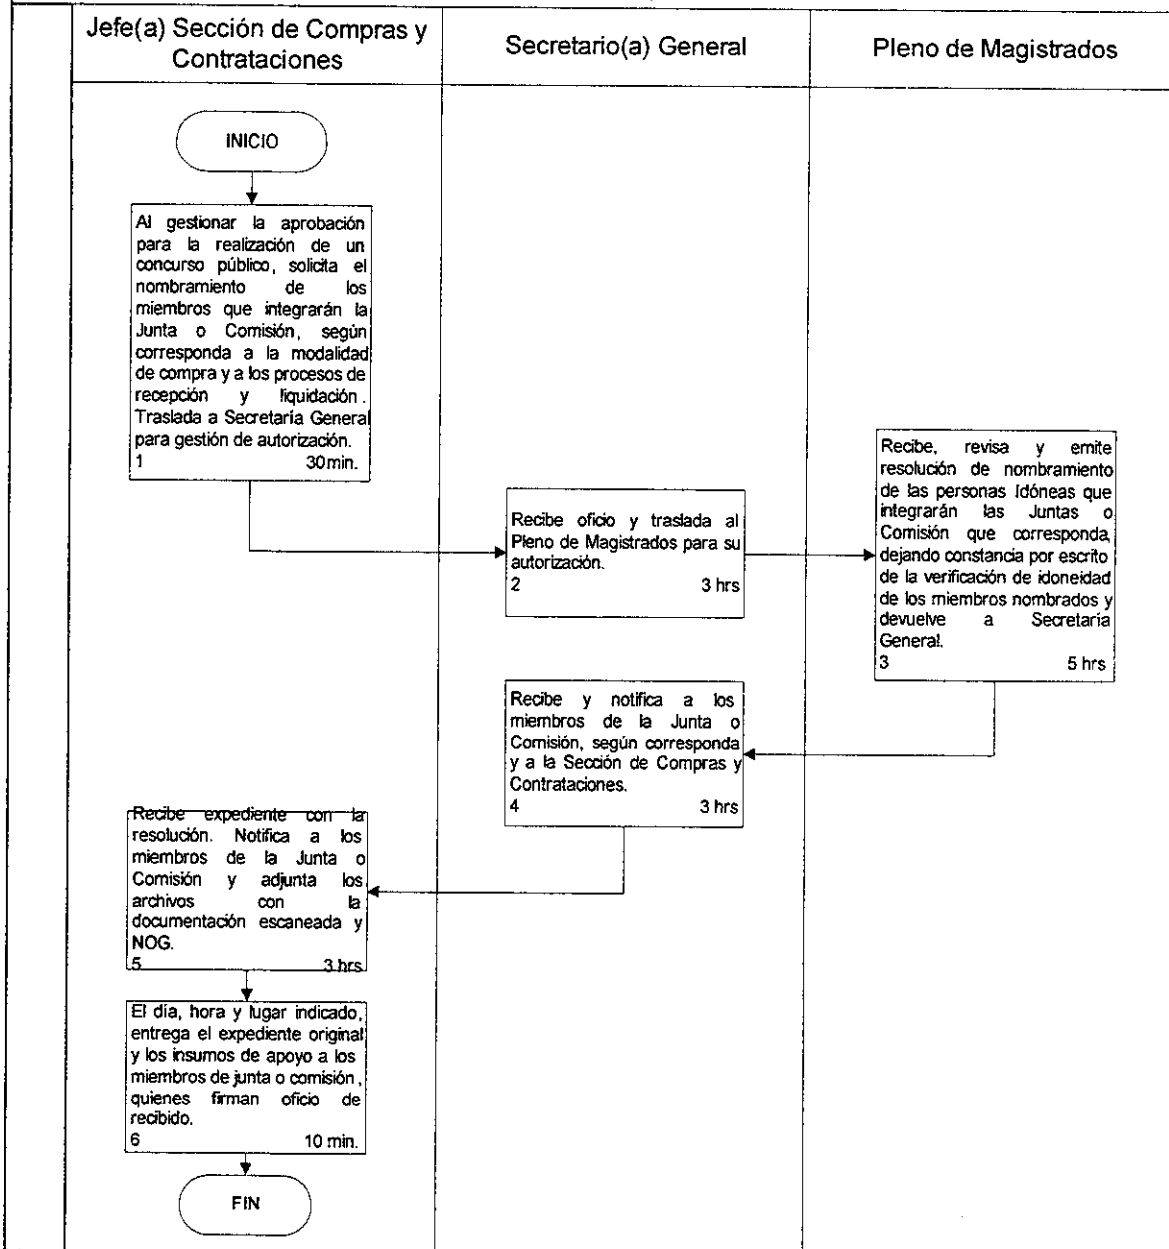 Jefe(a) Sección de Compras y
Contrataciones
Secretario(a) General
Pleno de Magistrados
INICIO
Al gestionar la aprobación
para la realización de un
concurso público, solicita el
nombramiento de los
miembros que integrarán la
Junta o Comisión, según
corresponda a la modalidad
de compra y a los procesos de
recepción y liquidación.
Traslada a Secretaría General
para gestión de autorización.
1 30min.
Recibe oficio y traslada al
Pleno de Magistrados para su
autorización.
2 3 hrs
Recibe, revisa y emite
resolución de nombramiento
de las personas Idóneas que
integrarán las Juntas o
Comisión que corresponda,
dejando constancia por escrito
de la verificación de idoneidad
de los miembros nombrados y
devuelve a Secretaría
General.
3 5 hrs
Recibe y notifica a los
miembros de la Junta o
Comisión, según corresponda
y a la Sección de Compras y
Contrataciones.
4 3 hrs
Recibe expediente con la
resolución. Notifica a los
miembros de la Junta o
Comisión y adjunta los
archivos con la
documentación escaneada y
NOG.
5 3 hrs
El día, hora y lugar indicado,
entrega el expediente original
y los insumos de apoyo a los
miembros de junta o comisión,
quienes firman oficio de
recibido.
6 10 min.
FIN